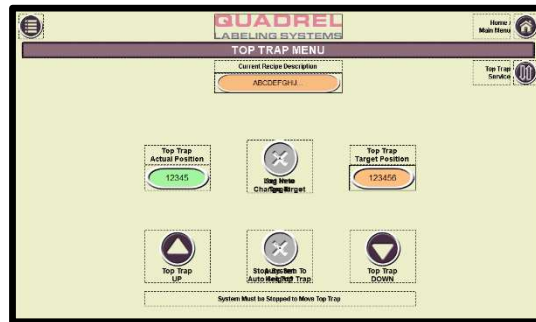 QUADREL
LABELING SYSTEMS
Home /
Main Menu
TOP TRAP MENU
Current Recipe Description
ABCDEFGHIJ...
Top Trap
Service
Top Trap
Actual Position
12345
Top Trap
Target Position
123456
Top Trap
UP
Top Trap
DOWN
System Must be Stopped to Move Top Trap